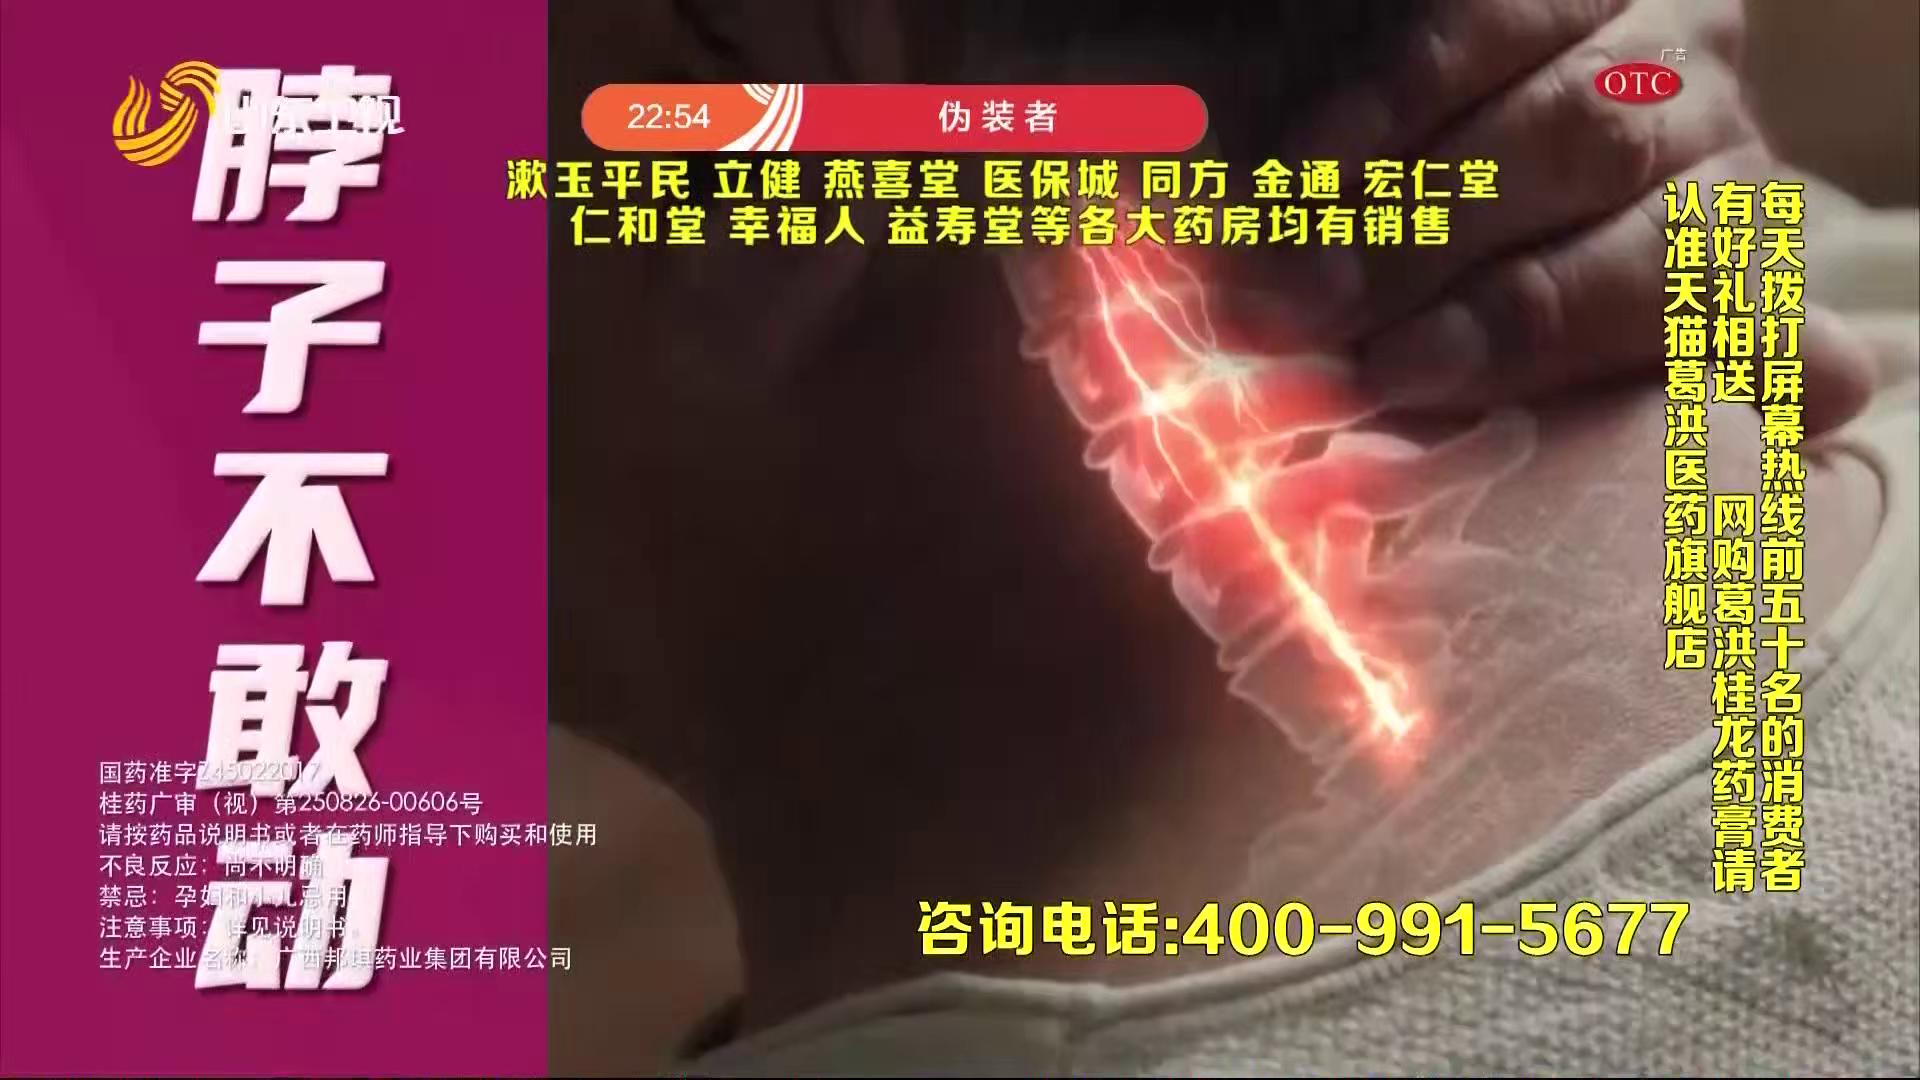 脖子不敢动
山东卫视
22:54 伪装者
广告
OTC
漱玉平民 立健 燕喜堂 医保城 同方 金通 宏仁堂
仁和堂 幸福人 益寿堂等各大药房均有销售
每天拨打屏幕热线前五十名的消费者
有好礼相送 网购葛洪桂龙药膏请
认准天猫葛洪医药旗舰店
国药准字Z45022017
桂药广审（视）第250826-00606号
请按药品说明书或者在药师指导下购买和使用
不良反应：尚不明确
禁忌：孕妇和小儿忌用
注意事项：详见说明书。
生产企业名称：广西邦琪药业集团有限公司
咨询电话:400-991-5677